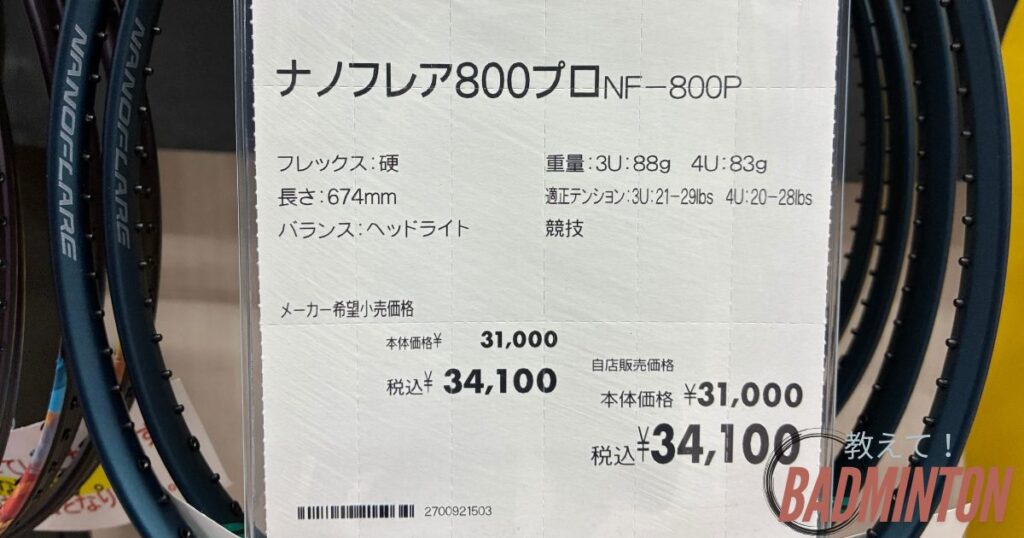 NANOFLARE
NANOFLARE
ナノフレア800プロNF-800P
フレックス:硬
重量:3U:88g 4U:83g
長さ:674mm
適正テンション:3U:21-29lbs 4U:20-28lbs
バランス:ヘッドライト
競技
メーカー希望小売価格
本体価格¥ 31,000
税込¥ 34,100
自店販売価格
本体価格 ¥31,000
税込¥34,100
2700921503
教えて!
BADMINTON